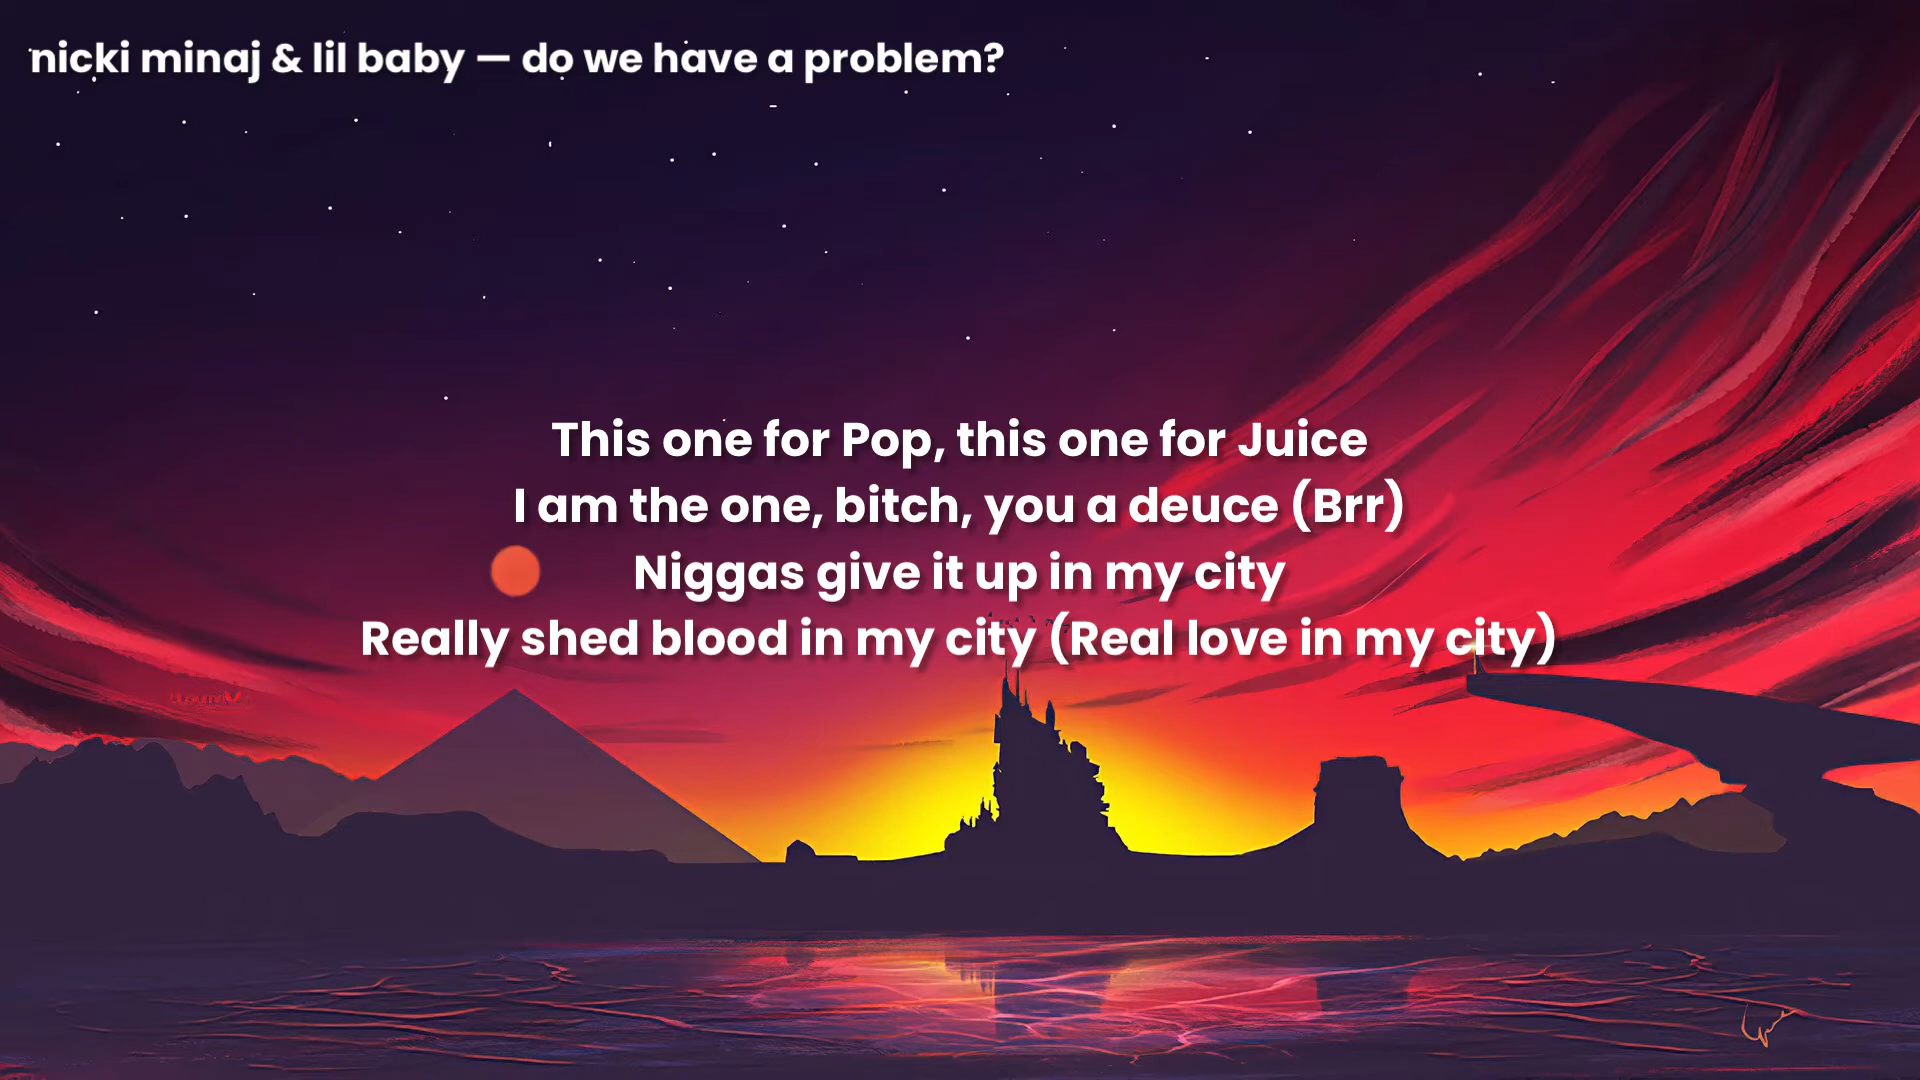 nicki minaj & lil baby — do we have a problem?
This one for Pop, this one for Juice
I am the one, bitch, you a deuce (Brr)
Niggas give it up in my city
Really shed blood in my city (Real love in my city)